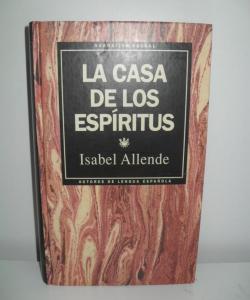 NARRATIVA ACTUAL
LA CASA
DE LOS
ESPÍRITUS
Isabel Allende
AUTORES DE LENGUA ESPAÑOLA